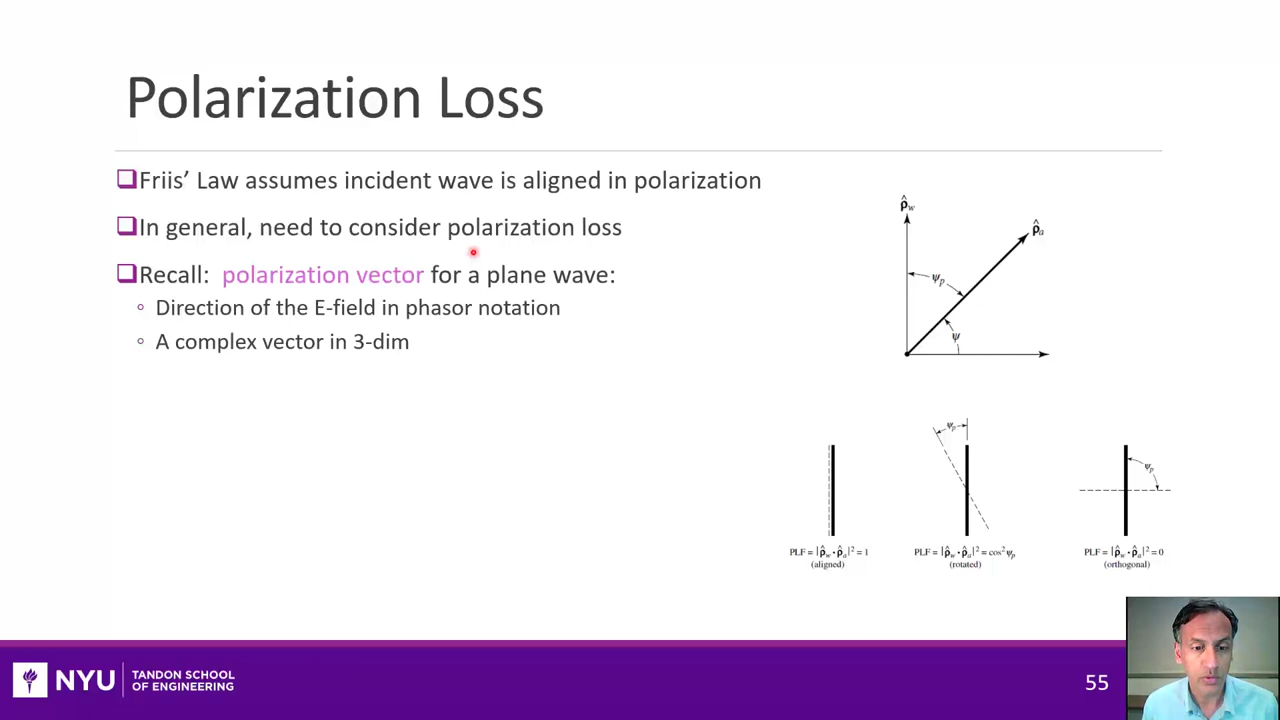 Polarization Loss
Friis' Law assumes incident wave is aligned in polarization
In general, need to consider polarization loss
Recall: polarization vector for a plane wave:
Direction of the E-field in phasor notation
A complex vector in 3-dim
ρ̂w
ρ̂a
ψp
ψ
ψp
ψp
PLF = |ρ̂w · ρ̂a|² = 1
(aligned)
PLF = |ρ̂w · ρ̂a|² = cos² ψp
(rotated)
PLF = |ρ̂w · ρ̂a|² = 0
(orthogonal)
NYU
TANDON SCHOOL
OF ENGINEERING
55